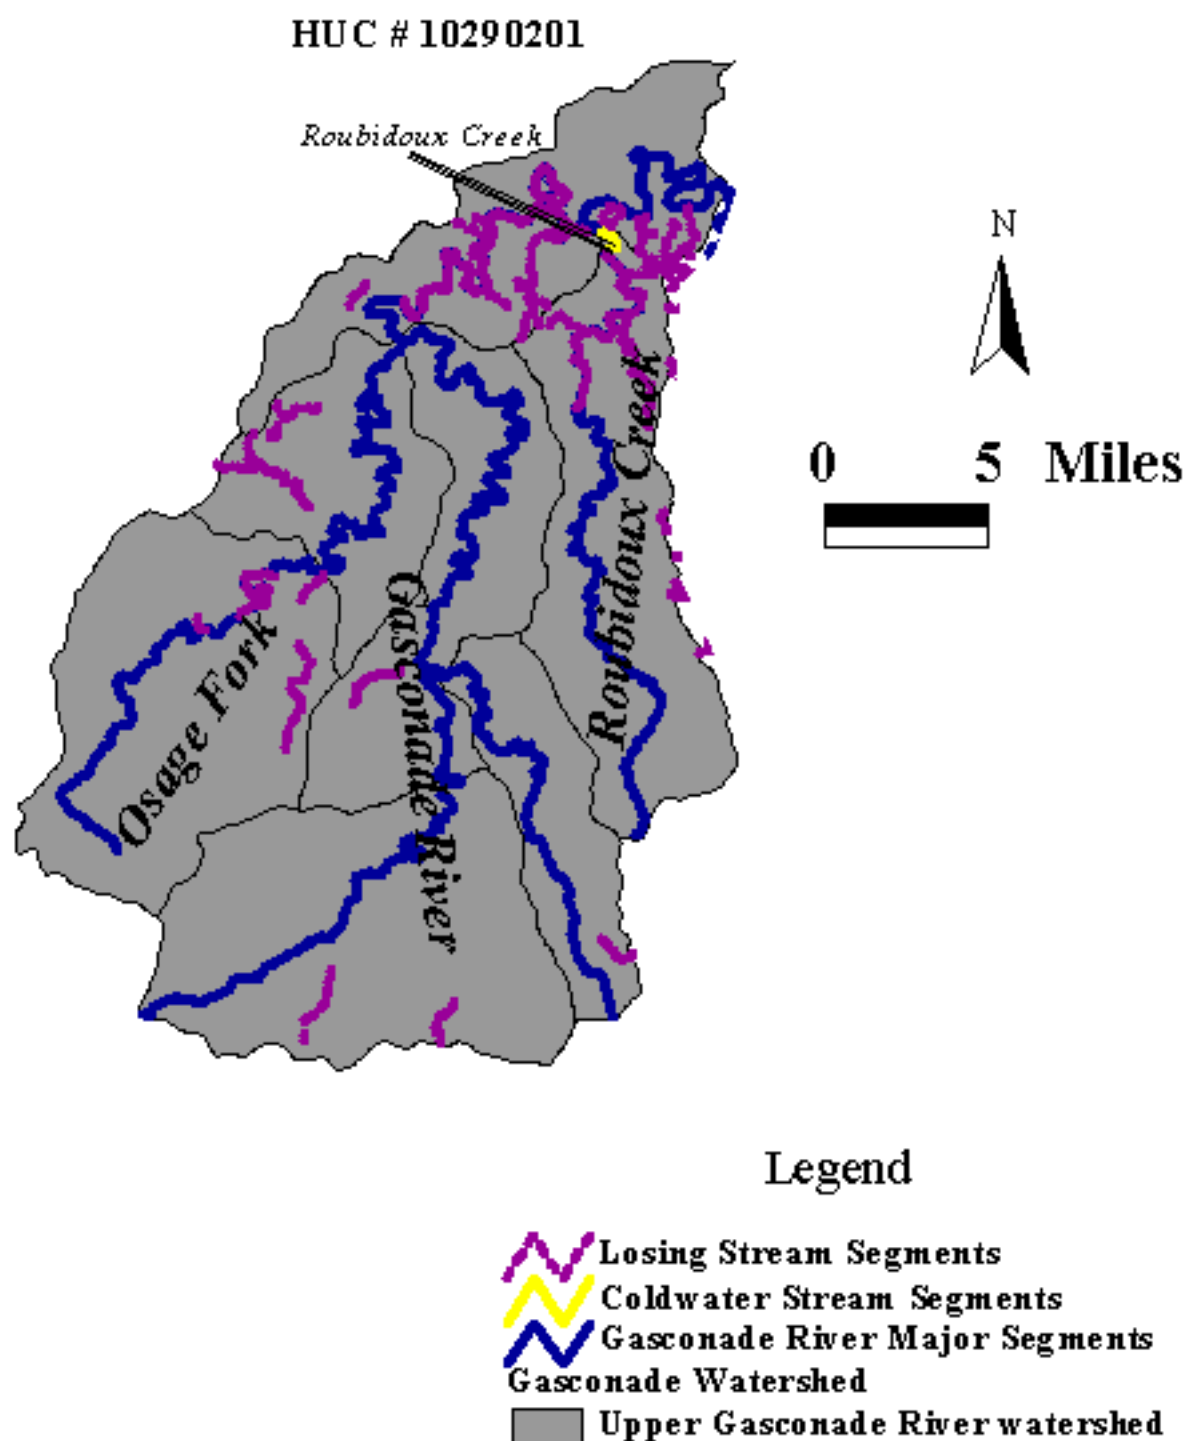 HUC # 10290201
Roubidoux Creek
N
0 5 Miles
Roubidoux Creek
Gasconade River
Osage Fork
Legend
Losing Stream Segments
Coldwater Stream Segments
Gasconade River Major Segments
Gasconade Watershed
Upper Gasconade River watershed